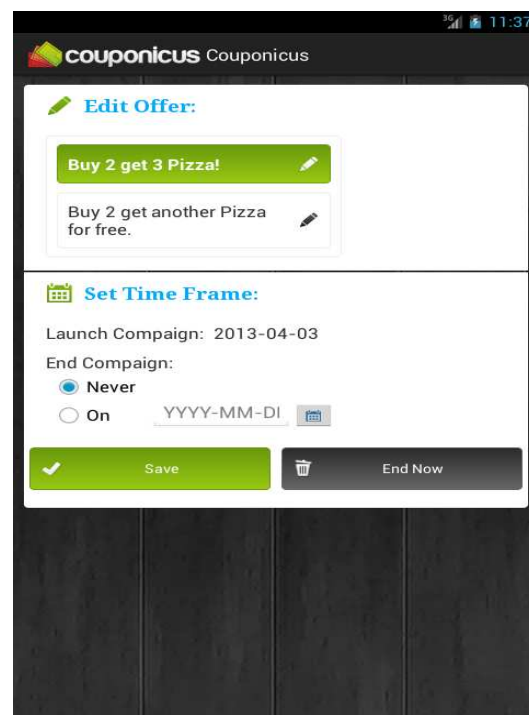 3G 11:37
couponicus Couponicus
Edit Offer:
Buy 2 get 3 Pizza!
Buy 2 get another Pizza
for free.
Set Time Frame:
Launch Compaign: 2013-04-03
End Compaign:
Never
On YYYY-MM-DI
Save End Now